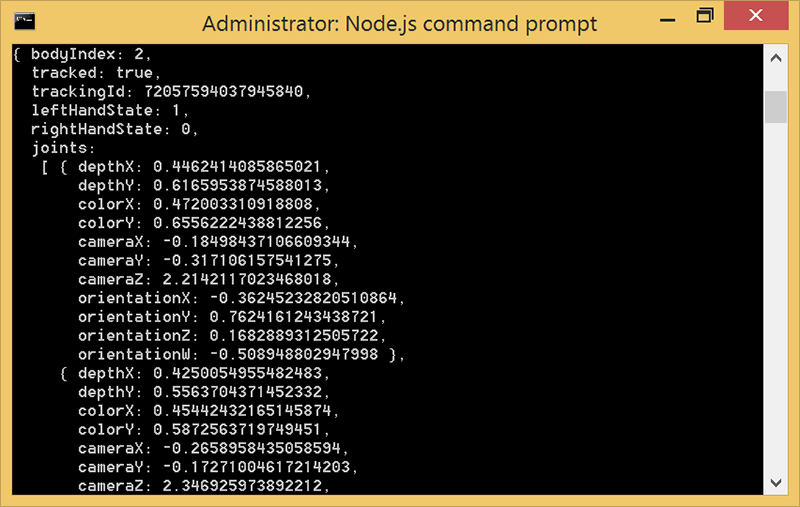 Administrator: Node.js command prompt
{ bodyIndex: 2,
tracked: true,
trackingId: 72057594037945840,
leftHandState: 1,
rightHandState: 0,
joints:
[ { depthX: 0.4462414085865021,
depthY: 0.6165953874588013,
colorX: 0.472003310918808,
colorY: 0.6556222438812256,
cameraX: -0.18498437106609344,
cameraY: -0.317106157541275,
cameraZ: 2.2142117023468018,
orientationX: -0.36245232820510864,
orientationY: 0.7624161243438721,
orientationZ: 0.1682889312505722,
orientationW: -0.508948802947998 },
{ depthX: 0.4250054955482483,
depthY: 0.5563704371452332,
colorX: 0.45442432165145874,
colorY: 0.5872563719749451,
cameraX: -0.2658958435058594,
cameraY: -0.17271004617214203,
cameraZ: 2.346925973892212,